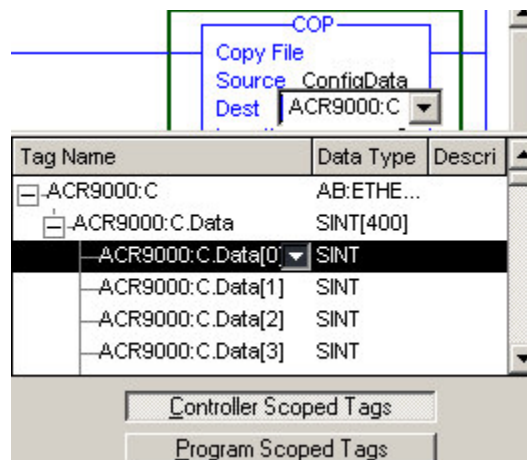 COP
Copy File
Source ConfigData
Dest ACR9000:C
Tag Name Data Type Descri
ACR9000:C AB:ETHE...
ACR9000:C.Data SINT[400]
ACR9000:C.Data[0] SINT
ACR9000:C.Data[1] SINT
ACR9000:C.Data[2] SINT
ACR9000:C.Data[3] SINT
Controller Scoped Tags
Program Scoped Tags